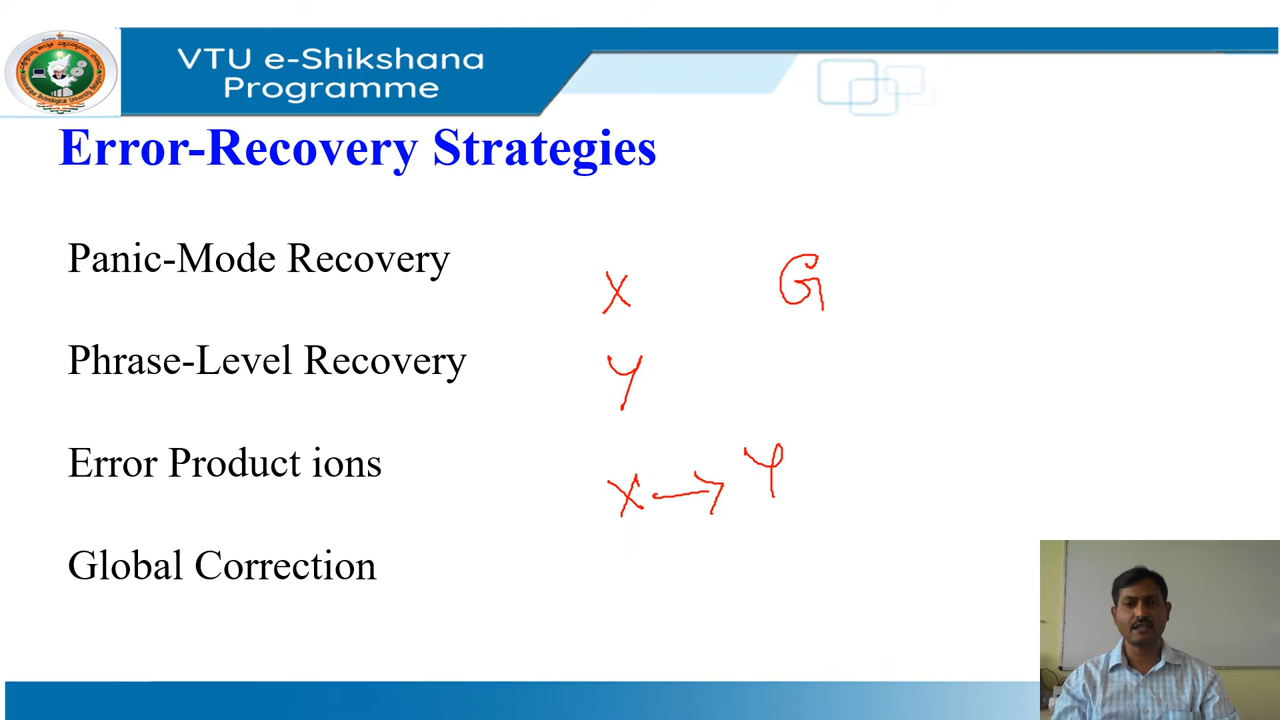 VTU e-Shikshana
Programme
Error-Recovery Strategies
Panic-Mode Recovery
X G
Phrase-Level Recovery
Y
Error Product ions
X → Y
Global Correction